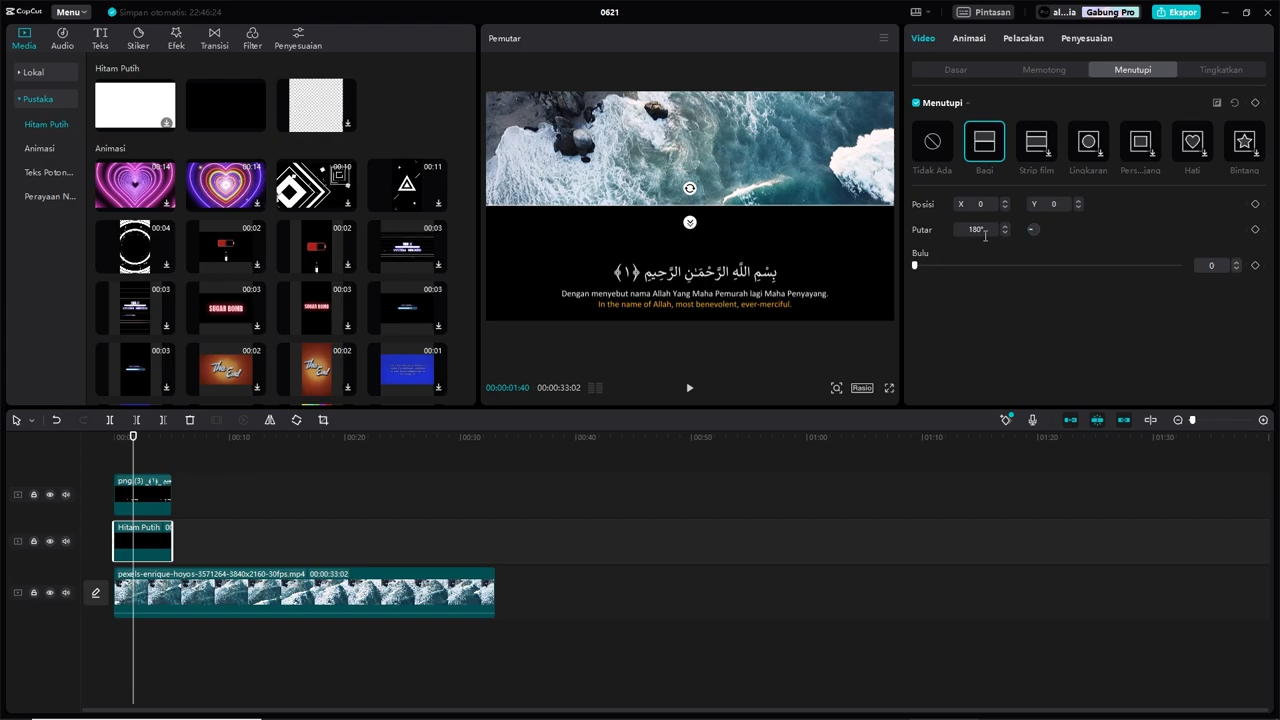 CapCut
Menu
Simpan otomatis: 22:46:24
0621
Pintasan
al...ia
Gabung Pro
Ekspor
Media
Audio
Teks
Stiker
Efek
Transisi
Filter
Penyesuaian
Lokal
Pustaka
Hitam Putih
Animasi
Teks Poton...
Perayaan N...
Hitam Putih
Animasi
00:14
00:14
00:10
00:11
00:04
00:02
00:03
00:03
00:03
SUGAR BOMB
00:03
SUGAR BOMB
00:03
00:03
00:03
The End
00:02
The End
00:02
00:01
Pemutar
بِسْمِ اللَّهِ الرَّحْمَـٰنِ الرَّحِيمِ ﴿١﴾
Dengan menyebut nama Allah Yang Maha Pemurah lagi Maha Penyayang.
In the name of Allah, most benevolent, ever-merciful.
00:00:01:40
00:00:33:02
Rasio
Video
Animasi
Pelacakan
Penyesuaian
Dasar
Memotong
Menutupi
Tingkatkan
Menutupi
Tidak Ada
Bagi
Strip film
Lingkaran
Pers...jang
Hati
Bintang
Posisi
X 0
Y 0
Putar
180°
Bulu
0
00:10
00:20
00:30
00:40
00:50
01:00
01:10
01:20
01:30
png (3)
Hitam Putih
pexels-enrique-hoyos-3571264-3840x2160-30fps.mp4 00:00:33:02